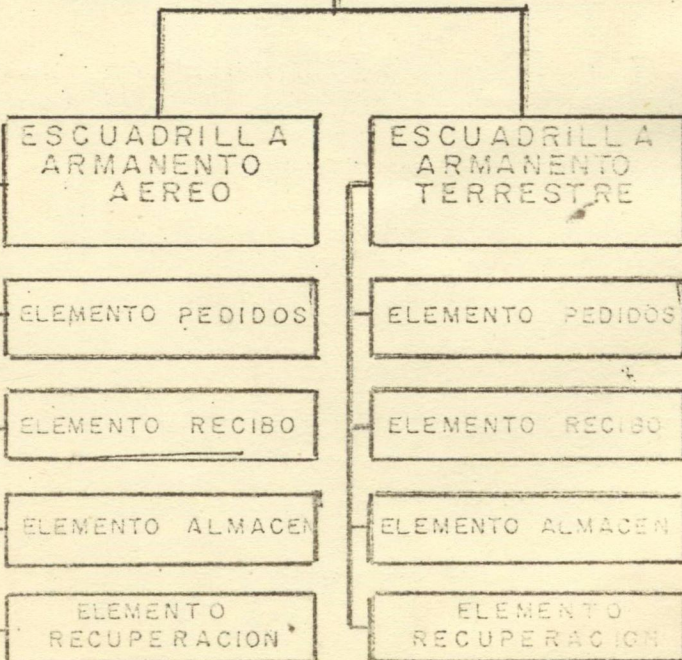 ESCUADRILLA
ARMANENTO
AEREO
ELEMENTO PEDIDOS
ELEMENTO RECIBO
ELEMENTO ALMACEN
ELEMENTO
RECUPERACION
ESCUADRILLA
ARMANENTO
TERRESTRE
ELEMENTO PEDIDOS
ELEMENTO RECIBO
ELEMENTO ALMACEN
ELEMENTO
RECUPERACION